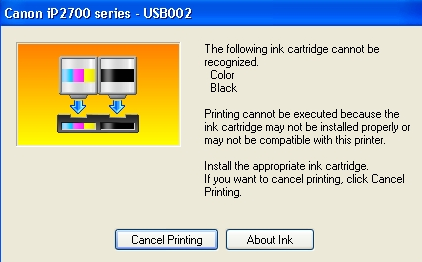 Canon iP2700 series - USB002
The following ink cartridge cannot be
recognized.
Color
Black
Printing cannot be executed because the
ink cartridge may not be installed properly or
may not be compatible with this printer.
Install the appropriate ink cartridge.
If you want to cancel printing, click Cancel
Printing.
Cancel Printing
About Ink